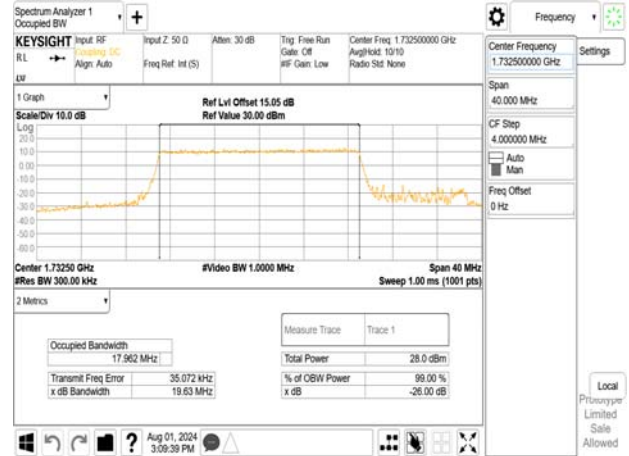 Spectrum Analyzer 1
Occupied BW
Frequency
KEYSIGHT
Input: RF
Coupling: DC
Align: Auto
RL
Input Z: 50 Ω
Freq Ref: Int (S)
Atten: 30 dB
Trig: Free Run
Gate: Off
#IF Gain: Low
Center Freq: 1.732500000 GHz
Avg|Hold: 10/10
Radio Std: None
Center Frequency
1.732500000 GHz
Settings
Span
40.000 MHz
CF Step
4.000000 MHz
Auto
Man
Freq Offset
0 Hz
1 Graph
Scale/Div 10.0 dB
Ref Lvl Offset 15.05 dB
Ref Value 30.00 dBm
Log
20.0
10.0
0.00
-10.0
-20.0
-30.0
-40.0
-50.0
-60.0
Center 1.73250 GHz
#Video BW 1.0000 MHz
Span 40 MHz
#Res BW 300.00 kHz
Sweep 1.00 ms (1001 pts)
2 Metrics
Measure Trace
Trace 1
Occupied Bandwidth
17.962 MHz
Total Power
28.0 dBm
Transmit Freq Error
35.072 kHz
% of OBW Power
99.00 %
x dB Bandwidth
19.63 MHz
x dB
-26.00 dB
Local
Prototype
Limited
Sale
Allowed
?
Aug 01, 2024
3:09:39 PM